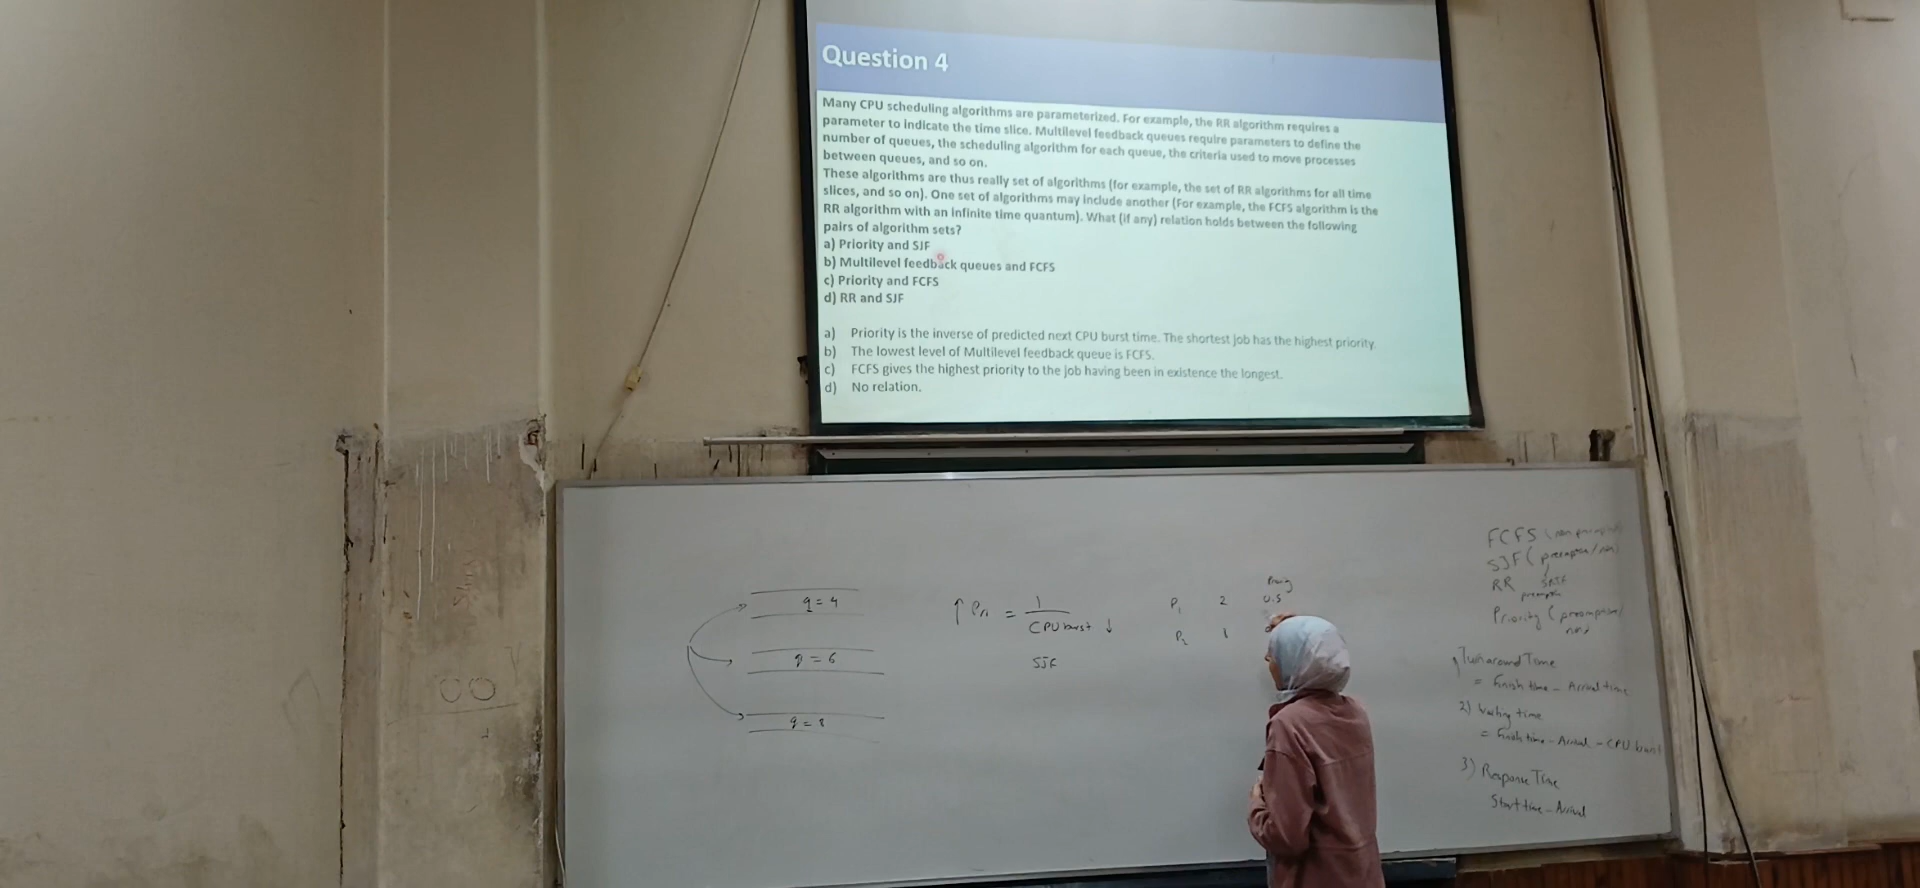 Question 4
Many CPU scheduling algorithms are parameterized. For example, the RR algorithm requires a
parameter to indicate the time slice. Multilevel feedback queues require parameters to define the
number of queues, the scheduling algorithm for each queue, the criteria used to move processes
between queues, and so on.
These algorithms are thus really set of algorithms (for example, the set of RR algorithms for all time
slices, and so on). One set of algorithms may include another (For example, the FCFS algorithm is the
RR algorithm with an infinite time quantum). What (if any) relation holds between the following
pairs of algorithm sets?
a) Priority and SJF
b) Multilevel feedback queues and FCFS
c) Priority and FCFS
d) RR and SJF
a) Priority is the inverse of predicted next CPU burst time. The shortest job has the highest priority.
b) The lowest level of Multilevel feedback queue is FCFS.
c) FCFS gives the highest priority to the job having been in existence the longest.
d) No relation.
q = 4
q = 6
q = 8
↑ Pri = 1
CPU burst ↓
SJF
P1 2 0.5
P2 1
FCFS (non
SJF (preemptive/non)
RR SRTF
Priority (preemptive/
non)
1) Turnaround Time
= Finish time - Arrival time
2) Waiting time
= Finish time - Arrival - CPU burst
3) Response Time
Start time - Arrival